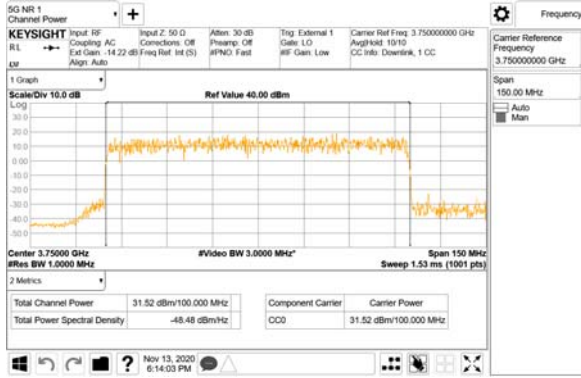 5G NR 1
Channel Power
+
Frequency
KEYSIGHT
RL
Input: RF
Coupling: AC
Ext Gain: -14.22 dB
Align: Auto
Input Z: 50 Ω
Corrections: Off
Freq Ref: Int (S)
Atten: 30 dB
Preamp: Off
#PNO: Fast
Trig: External 1
Gate: LO
#IF Gain: Low
Carrier Ref Freq: 3.750000000 GHz
Avg|Hold: 10/10
CC Info: Downlink, 1 CC
Carrier Reference
Frequency
3.750000000 GHz
Span
150.00 MHz
Auto
Man
1 Graph
Scale/Div 10.0 dB
Ref Value 40.00 dBm
Log
30.0
20.0
10.0
0.00
-10.0
-20.0
-30.0
-40.0
-50.0
Center 3.75000 GHz
#Video BW 3.0000 MHz*
Span 150 MHz
#Res BW 1.0000 MHz
Sweep 1.53 ms (1001 pts)
2 Metrics
Total Channel Power 31.52 dBm/100.000 MHz
Total Power Spectral Density -48.48 dBm/Hz
Component Carrier Carrier Power
CC0 31.52 dBm/100.000 MHz
?
Nov 13, 2020
6:14:03 PM